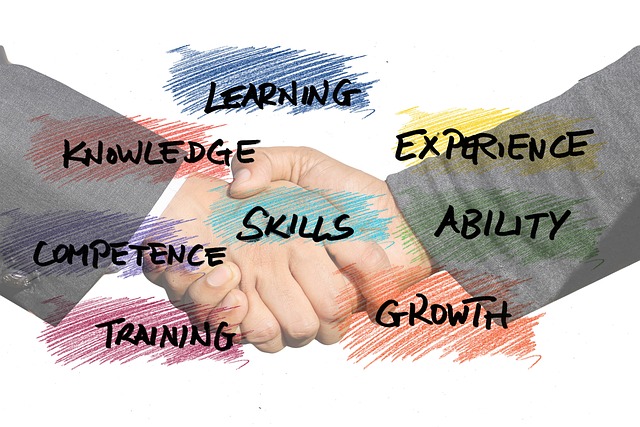 LEARNING
KNOWLEDGE
EXPERIENCE
SKILLS
ABILITY
COMPETENCE
GROWTH
TRAINING